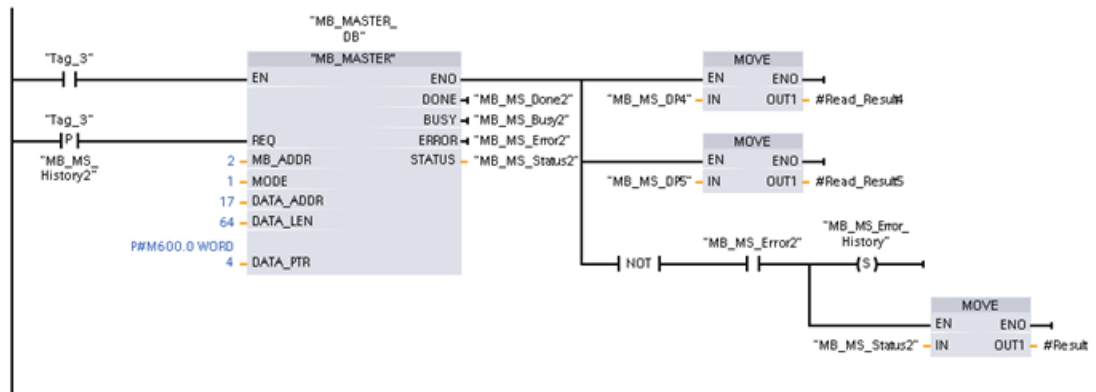 "MB_MASTER_
DB"
"Tag_3"
"MB_MASTER"
EN
ENO
DONE
"MB_MS_Done2"
BUSY
"MB_MS_Busy2"
"Tag_3"
P
"MB_MS_
History2"
REQ
ERROR
"MB_MS_Error2"
2
MB_ADDR
STATUS
"MB_MS_Status2"
1
MODE
17
DATA_ADDR
64
DATA_LEN
P#M600.0 WORD
4
DATA_PTR
MOVE
EN
ENO
"MB_MS_DP4"
IN
OUT1
#Read_Result4
MOVE
EN
ENO
"MB_MS_DP5"
IN
OUT1
#Read_Result5
NOT
"MB_MS_Error2"
"MB_MS_Error_
History"
S
MOVE
EN
ENO
"MB_MS_Status2"
IN
OUT1
#Result